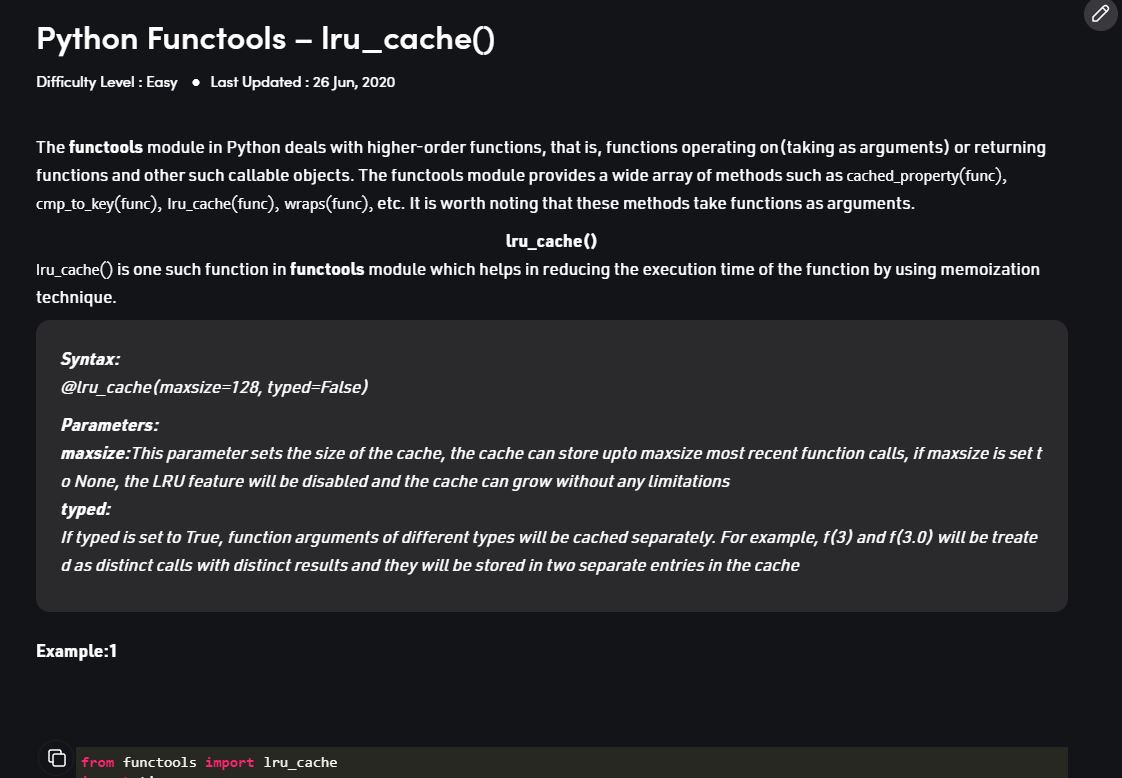 Python Functools – lru_cache()
Difficulty Level : Easy ● Last Updated : 26 Jun, 2020
The functools module in Python deals with higher-order functions, that is, functions operating on(taking as arguments) or returning
functions and other such callable objects. The functools module provides a wide array of methods such as cached_property(func),
cmp_to_key(func), lru_cache(func), wraps(func), etc. It is worth noting that these methods take functions as arguments.
lru_cache()
lru_cache() is one such function in functools module which helps in reducing the execution time of the function by using memoization
technique.
Syntax:
@lru_cache(maxsize=128, typed=False)
Parameters:
maxsize:This parameter sets the size of the cache, the cache can store upto maxsize most recent function calls, if maxsize is set t
o None, the LRU feature will be disabled and the cache can grow without any limitations
typed:
If typed is set to True, function arguments of different types will be cached separately. For example, f(3) and f(3.0) will be treate
d as distinct calls with distinct results and they will be stored in two separate entries in the cache
Example:1
from functools import lru_cache